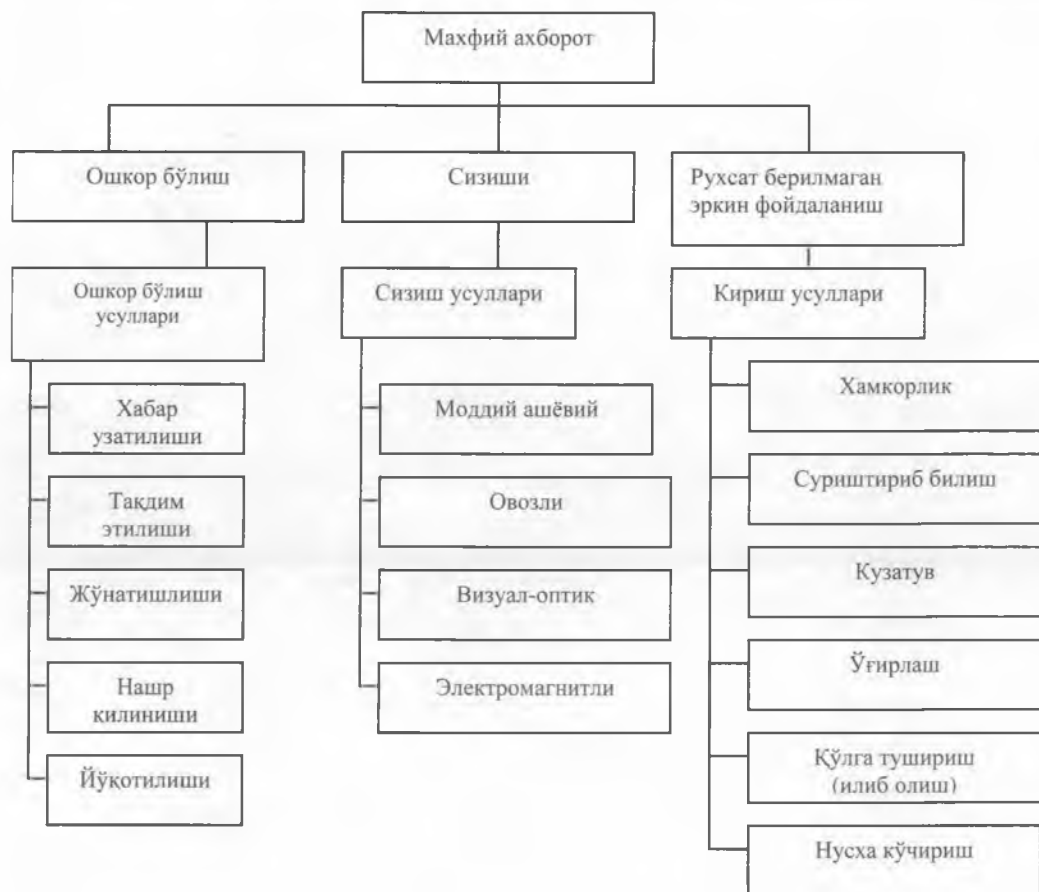 Махфий ахборот
Ошкор бўлиш
Сизиши
Рухсат берилмаган
эркин фойдаланиш
Ошкор бўлиш
усуллари
Хабар
узатилиши
Тақдим
этилиши
Жўнатишлиши
Нашр
қилиниши
Йўқотилиши
Сизиш усуллари
Моддий ашёвий
Овозли
Визуал-оптик
Электромагнитли
Кириш усуллари
Хамкорлик
Суриштириб билиш
Кузатув
Ўғирлаш
Қўлга тушириш
(илиб олиш)
Нусха кўчириш